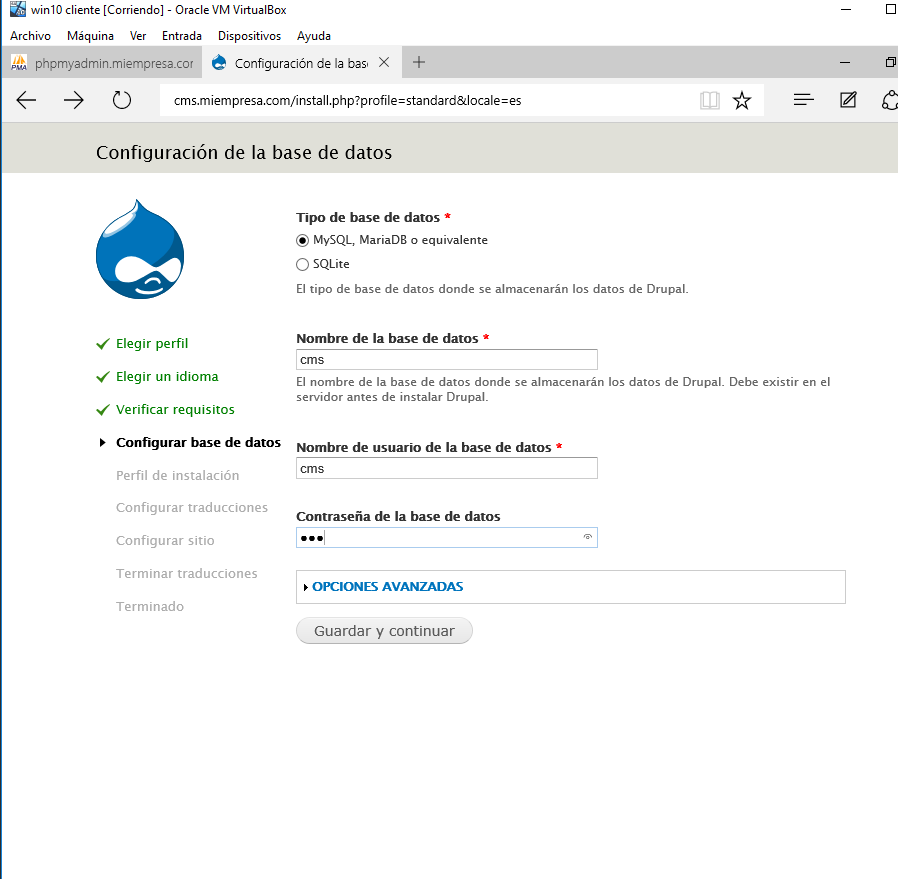 win10 cliente [Corriendo] - Oracle VM VirtualBox
Archivo Máquina Ver Entrada Dispositivos Ayuda
PMA phpmyadmin.miempresa.cor Configuración de la bas
cms.miempresa.com/install.php?profile=standard&locale=es
Configuración de la base de datos
Tipo de base de datos *
MySQL, MariaDB o equivalente
SQLite
El tipo de base de datos donde se almacenarán los datos de Drupal.
Elegir perfil
Elegir un idioma
Verificar requisitos
Configurar base de datos
Perfil de instalación
Configurar traducciones
Configurar sitio
Terminar traducciones
Terminado
Nombre de la base de datos *
cms
El nombre de la base de datos donde se almacenarán los datos de Drupal. Debe existir en el
servidor antes de instalar Drupal.
Nombre de usuario de la base de datos *
cms
Contraseña de la base de datos
•••
OPCIONES AVANZADAS
Guardar y continuar